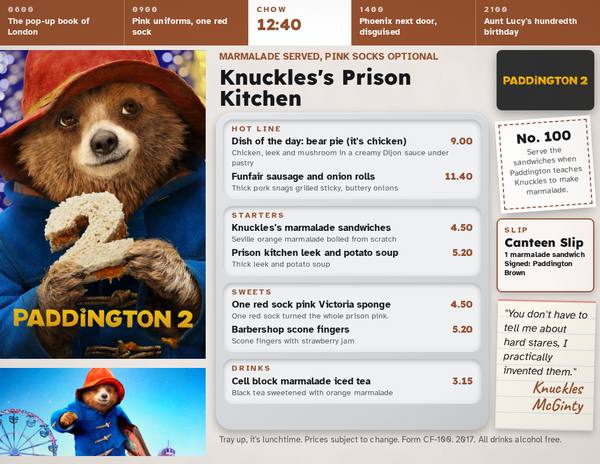 0600
The pop-up book of
London
0900
Pink uniforms, one red
sock
CHOW
12:40
1400
Phoenix next door,
disguised
2100
Aunt Lucy's hundredth
birthday
2
PADDiNGTON 2
MARMALADE SERVED, PINK SOCKS OPTIONAL
Knuckles's Prison
Kitchen
HOT LINE
Dish of the day: bear pie (it's chicken) 9.00
Chicken, leek and mushroom in a creamy Dijon sauce under
pastry
Funfair sausage and onion rolls 11.40
Thick pork snags grilled sticky, buttery onions
STARTERS
Knuckles's marmalade sandwiches 4.50
Seville orange marmalade boiled from scratch
Prison kitchen leek and potato soup 5.20
Thick leek and potato soup
SWEETS
One red sock pink Victoria sponge 4.50
One red sock turned the whole prison pink.
Barbershop scone fingers 5.20
Scone fingers with strawberry jam
DRINKS
Cell block marmalade iced tea 3.15
Black tea sweetened with orange marmalade
Tray up, it's lunchtime. Prices subject to change. Form CF-100. 2017. All drinks alcohol free.
PADDiNGTON 2
No. 100
Serve the
sandwiches when
Paddington teaches
Knuckles to make
marmalade.
SLIP
Canteen Slip
1 marmalade sandwich
Signed: Paddington
Brown
"You don't have to
tell me about
hard stares, I
practically
invented them."
Knuckles
McGinty